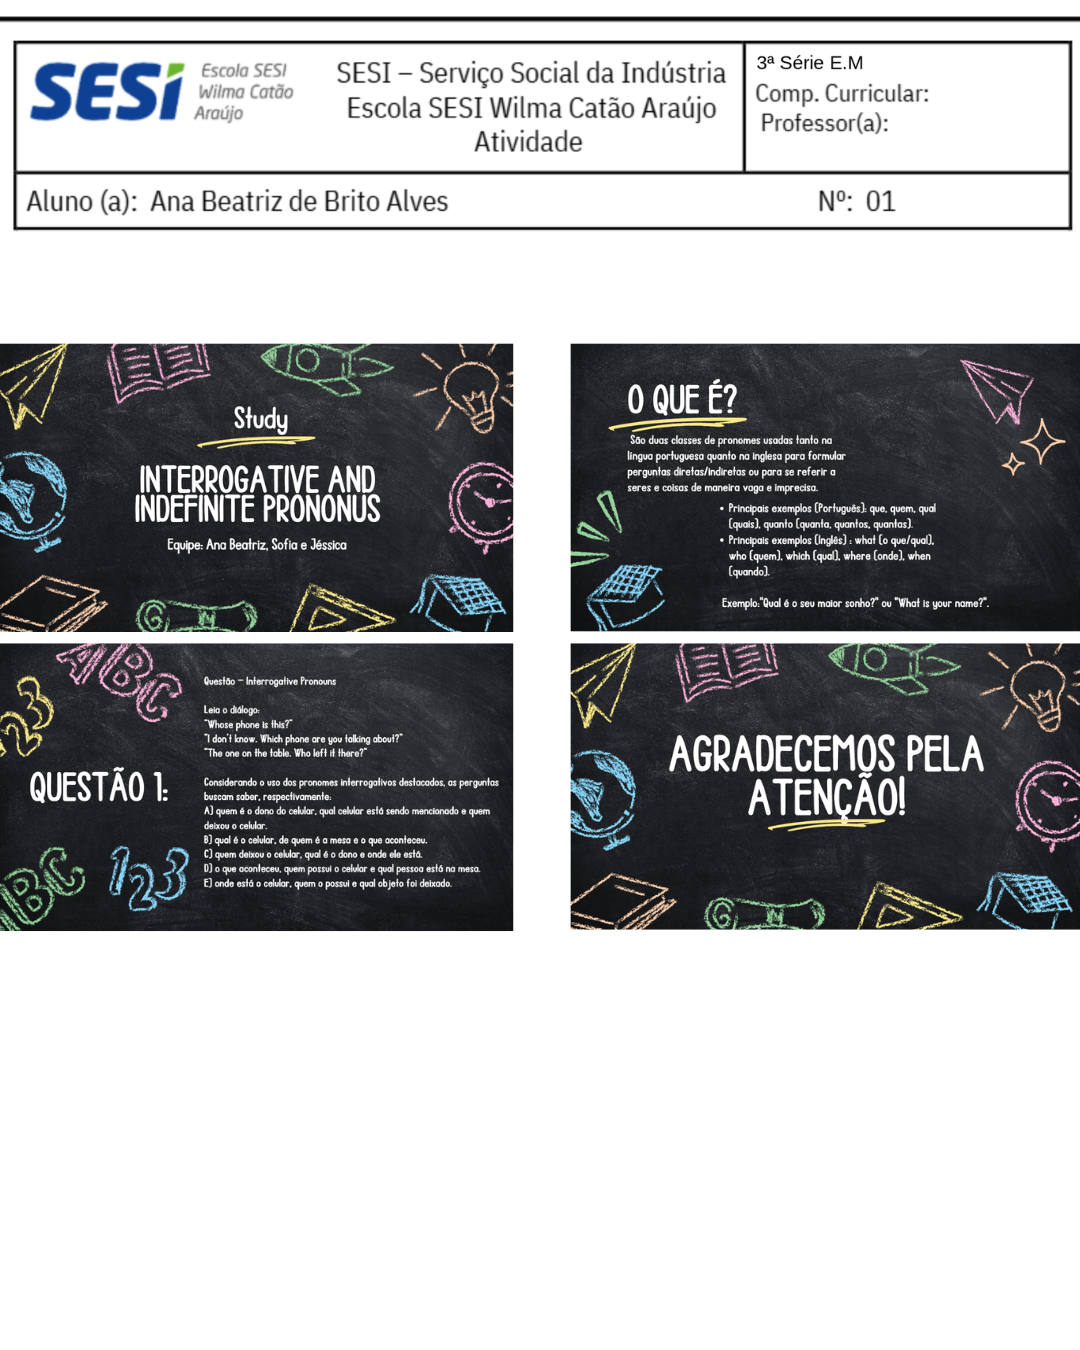 SESI
Escola SESI
Wilma Catão
Araújo
SESI – Serviço Social da Indústria
Escola SESI Wilma Catão Araújo
Atividade
3ª Série E.M
Comp. Curricular:
Professor(a):
Aluno (a): Ana Beatriz de Brito Alves
Nº: 01
Study
INTERROGATIVE AND
INDEFINITE PRONONUS
Equipe: Ana Beatriz, Sofia e Jéssica
O QUE É?
São duas classes de pronomes usadas tanto na
língua portuguesa quanto na inglesa para formular
perguntas diretas/indiretas ou para se referir a
seres e coisas de maneira vaga e imprecisa.
• Principais exemplos (Português): que, quem, qual
(quais), quanto (quanta, quantos, quantas).
• Principais exemplos (Inglês) : what (o que/qual),
who (quem), which (qual), where (onde), when
(quando).
Exemplo:"Qual é o seu maior sonho?" ou "What is your name?".
ABC
123
QUESTÃO 1:
ABC
123
Questão – Interrogative Pronouns
Leia o diálogo:
"Whose phone is this?"
"I don't know. Which phone are you talking about?"
"The one on the table. Who left it there?"
Considerando o uso dos pronomes interrogativos destacados, as perguntas
buscam saber, respectivamente:
A) quem é o dono do celular, qual celular está sendo mencionado e quem
deixou o celular.
B) qual é o celular, de quem é a mesa e o que aconteceu.
C) quem deixou o celular, qual é o dono e onde ele está.
D) o que aconteceu, quem possui o celular e qual pessoa está na mesa.
E) onde está o celular, quem o possui e qual objeto foi deixado.
AGRADECEMOS PELA
ATENÇÃO!